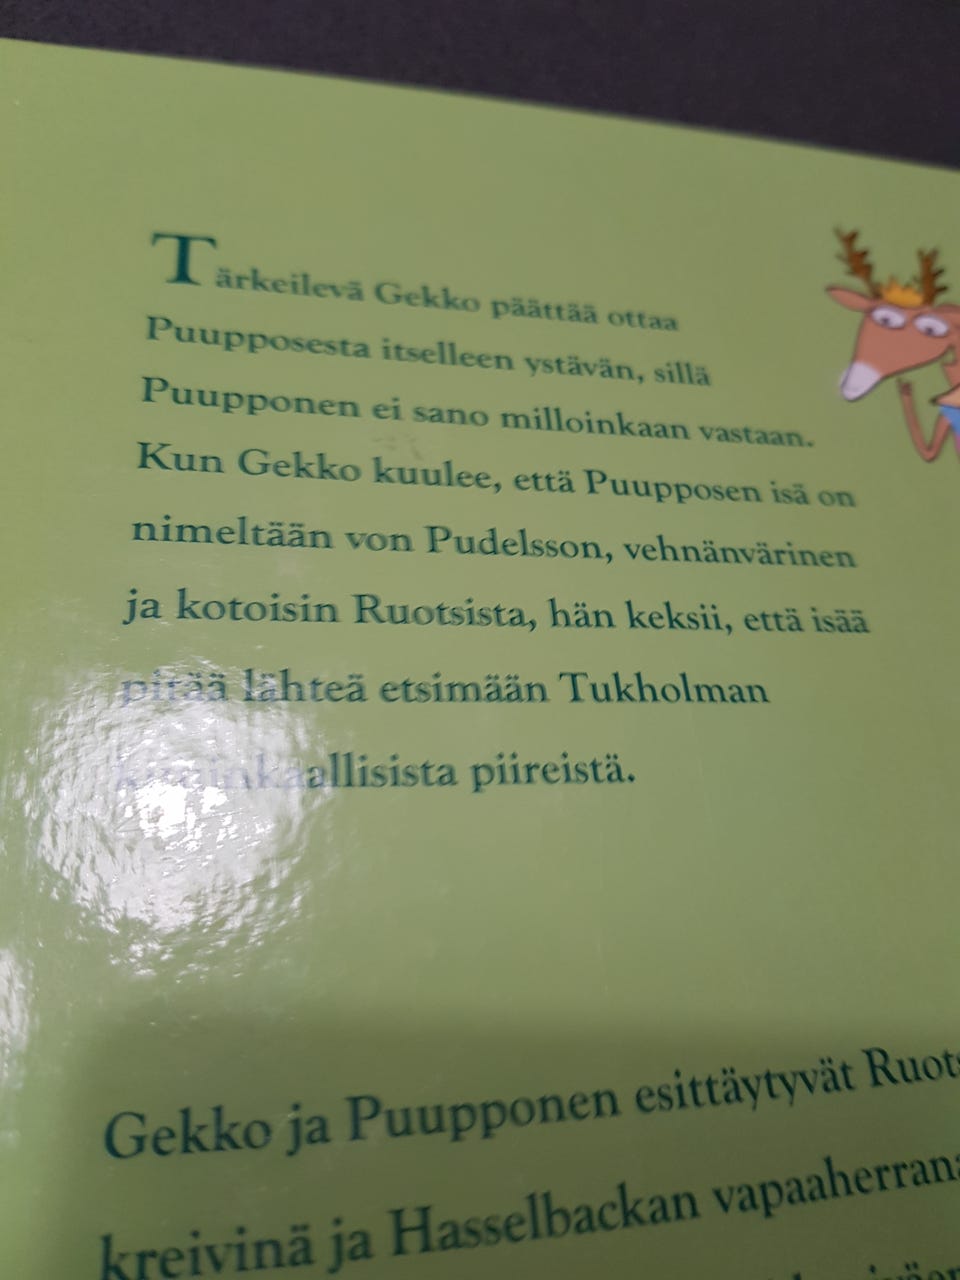 Tärkeilevä Gekko päättää ottaa
Puupposesta itselleen ystävän, sillä
Puupponen ei sano milloinkaan vastaan.
Kun Gekko kuulee, että Puupposen isä on
nimeltään von Pudelsson, vehnänvärinen
ja kotoisin Ruotsista, hän keksii, että isää
pitää lähteä etsimään Tukholman
kuninkaallisista piireistä.
Gekko ja Puupponen esittäytyvät
kreivinä ja Hasselbackan